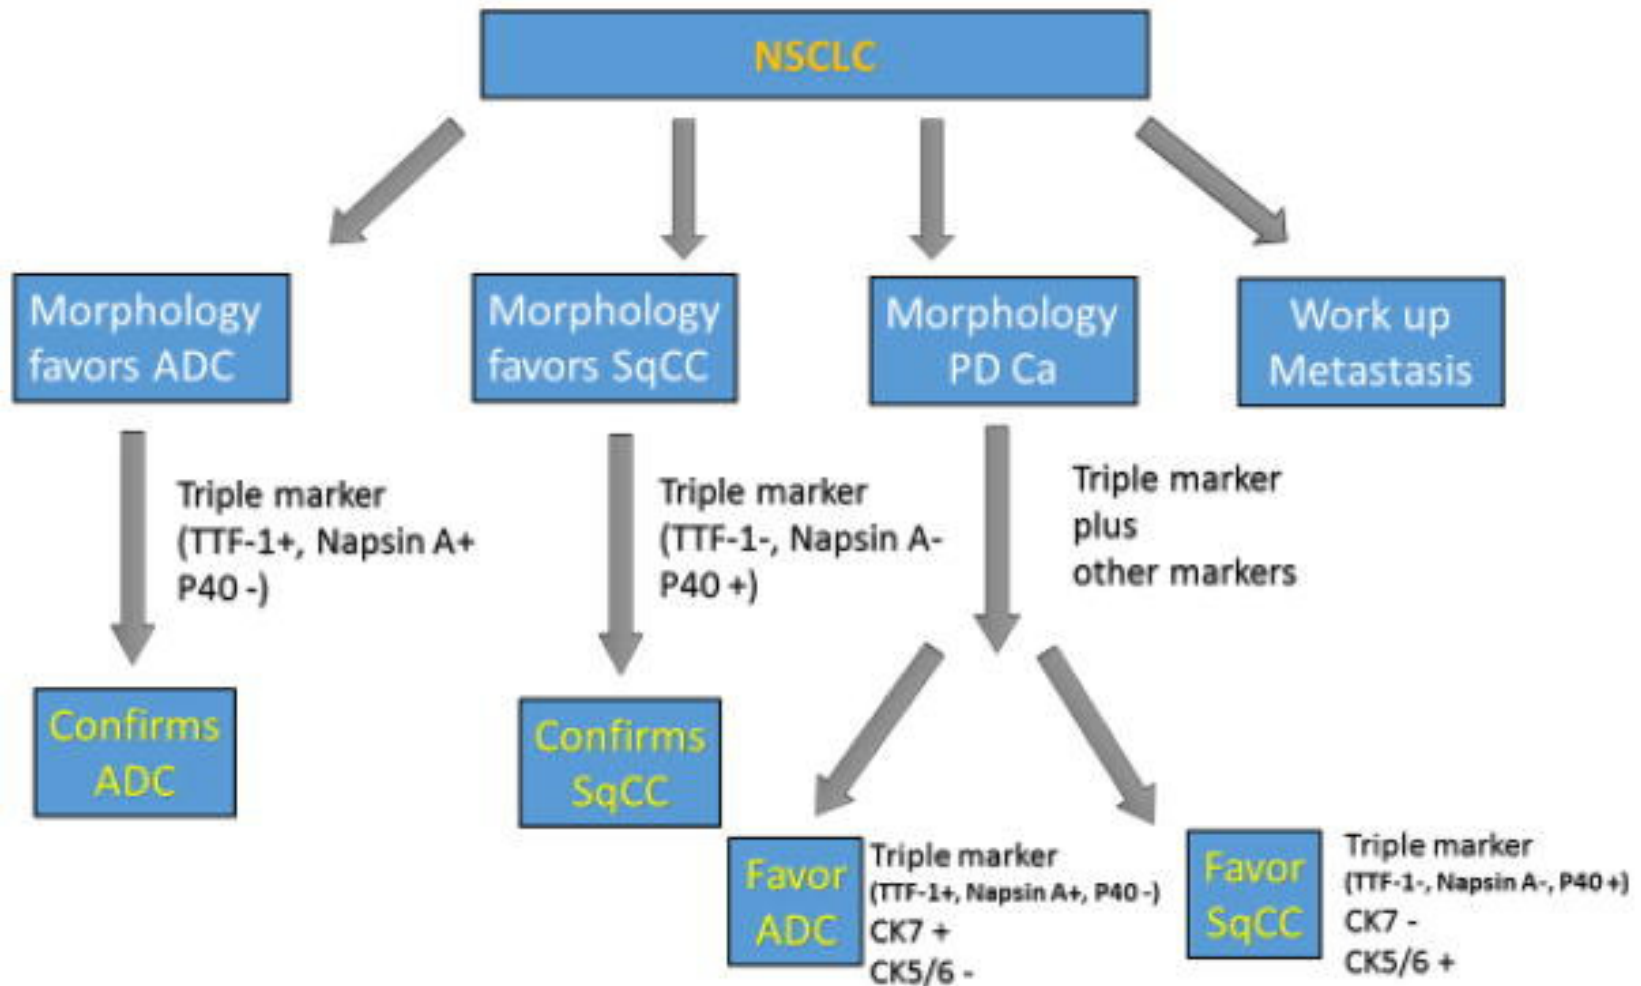 NSCLC
Morphology
favors ADC
Morphology
favors SqCC
Morphology
PD Ca
Work up
Metastasis
Triple marker
(TTF-1+, Napsin A+
P40 -)
Triple marker
(TTF-1-, Napsin A-
P40 +)
Triple marker
plus
other markers
Confirms
ADC
Confirms
SqCC
Favor
ADC
Triple marker
(TTF-1+, Napsin A+, P40 -)
CK7 +
CK5/6 -
Favor
SqCC
Triple marker
(TTF-1-, Napsin A-, P40 +)
CK7 -
CK5/6 +